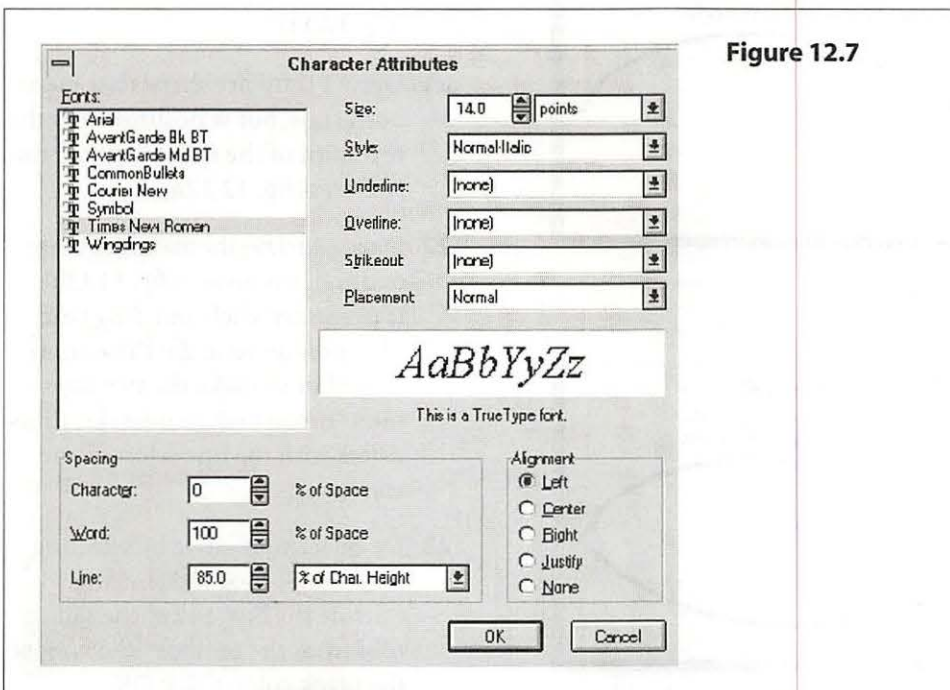 Figure 12.7
Character Attributes
Fonts:
Arial
AvantGarde Bk BT
AvantGarde Md BT
CommonBullets
Courier New
Symbol
Times New Roman
Wingdings
Size: 14.0 points
Style: Normal-Italic
Underline: (none)
Overline: (none)
Strikeout (none)
Placement Normal
AaBbYyZz
This is a TrueType font.
Spacing
Character: 0 % of Space
Word: 100 % of Space
Line: 85.0 % of Char. Height
Alignment
Left
Center
Right
Justify
None
OK Cancel